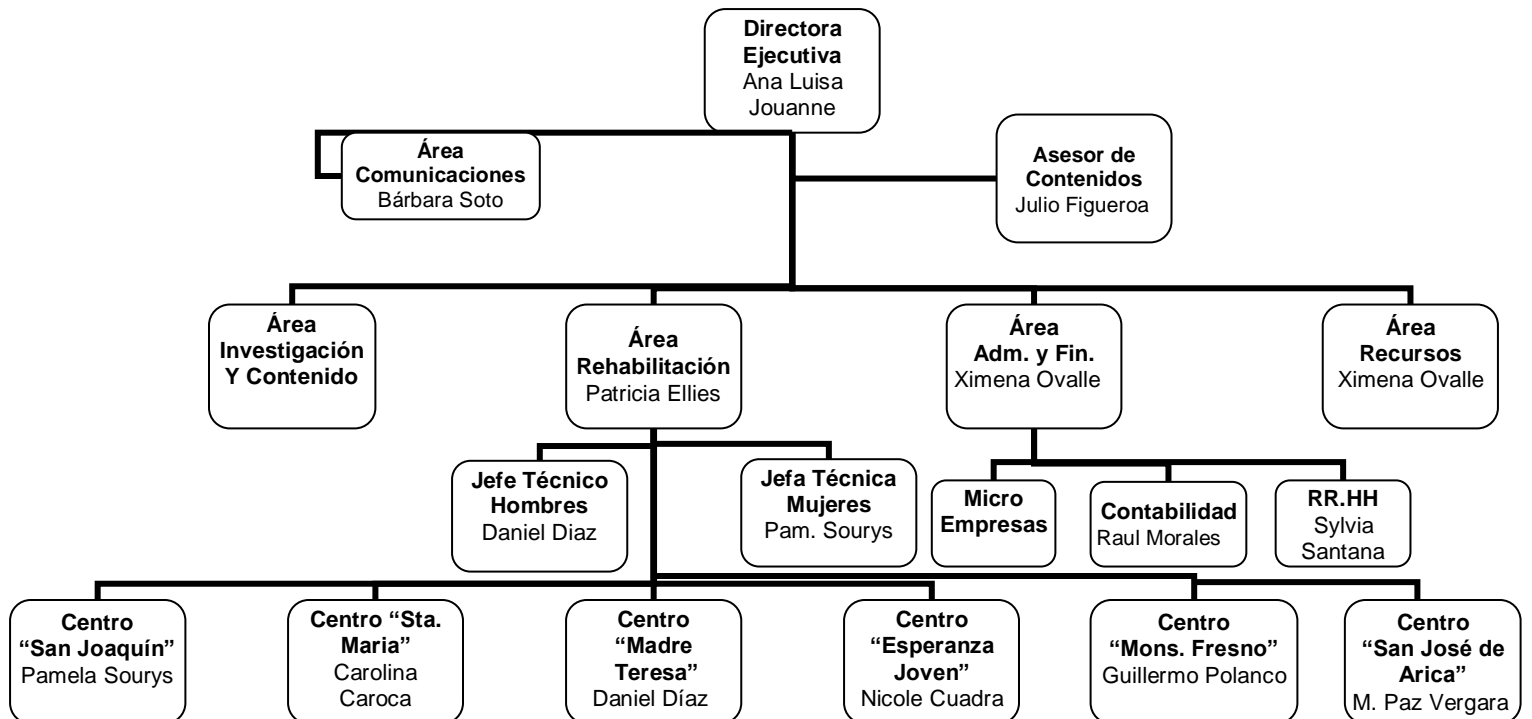 Directora
Ejecutiva
Ana Luisa
Jouanne
Área
Comunicaciones
Bárbara Soto
Asesor de
Contenidos
Julio Figueroa
Área
Investigación
Y Contenido
Área
Rehabilitación
Patricia Ellies
Área
Adm. y Fin.
Ximena Ovalle
Área
Recursos
Ximena Ovalle
Jefe Técnico
Hombres
Daniel Diaz
Jefa Técnica
Mujeres
Pam. Sourys
Micro
Empresas
Contabilidad
Raul Morales
RR.HH
Sylvia
Santana
Centro
“San Joaquín”
Pamela Sourys
Centro “Sta.
Maria”
Carolina
Caroca
Centro
“Madre
Teresa”
Daniel Díaz
Centro
“Esperanza
Joven”
Nicole Cuadra
Centro
“Mons. Fresno”
Guillermo Polanco
Centro
“San José de
Arica”
M. Paz Vergara